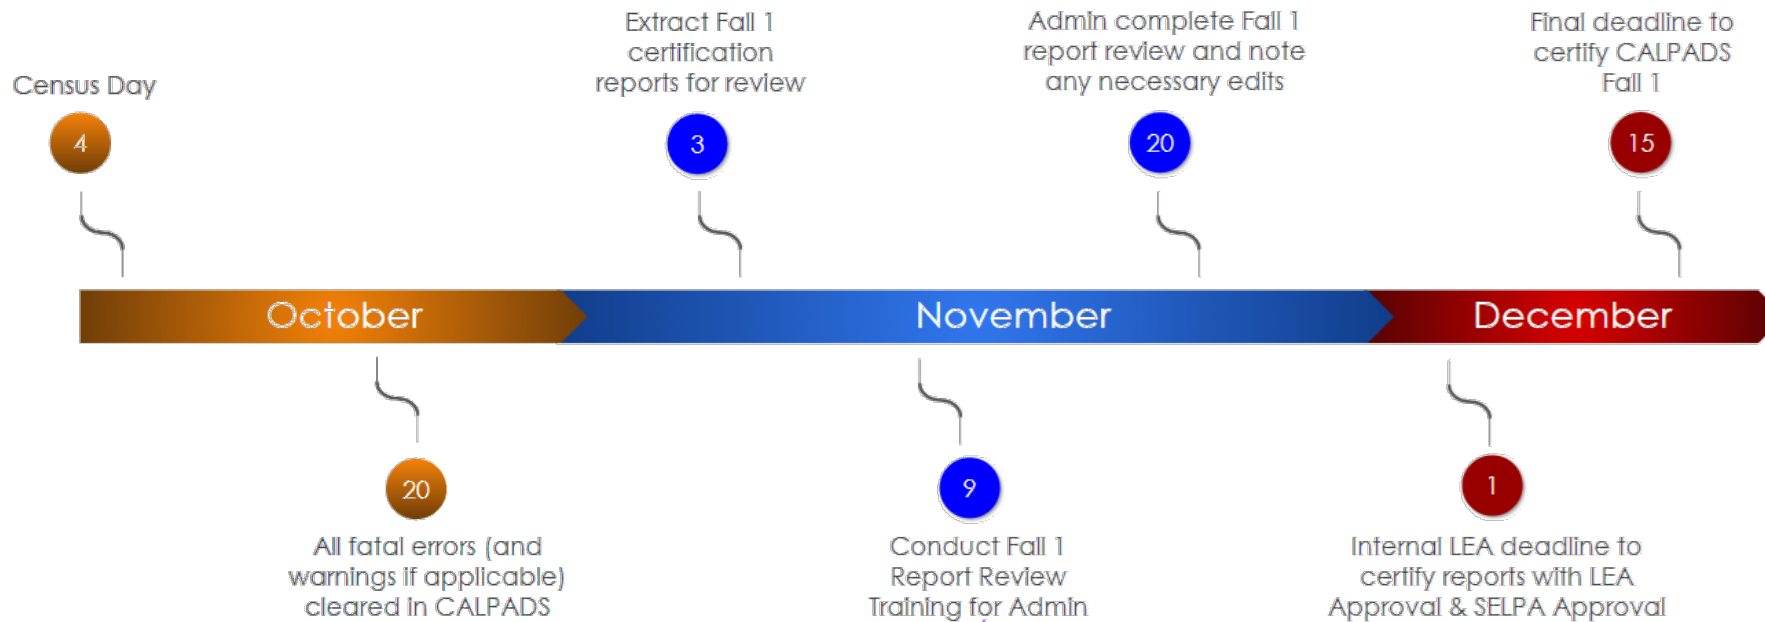 Census Day
4
Extract Fall 1
certification
reports for review
3
Admin complete Fall 1
report review and note
any necessary edits
20
Final deadline to
certify CALPADS
Fall 1
15
October
November
December
20
All fatal errors (and
warnings if applicable)
cleared in CALPADS
9
Conduct Fall 1
Report Review
Training for Admin
1
Internal LEA deadline to
certify reports with LEA
Approval & SELPA Approval